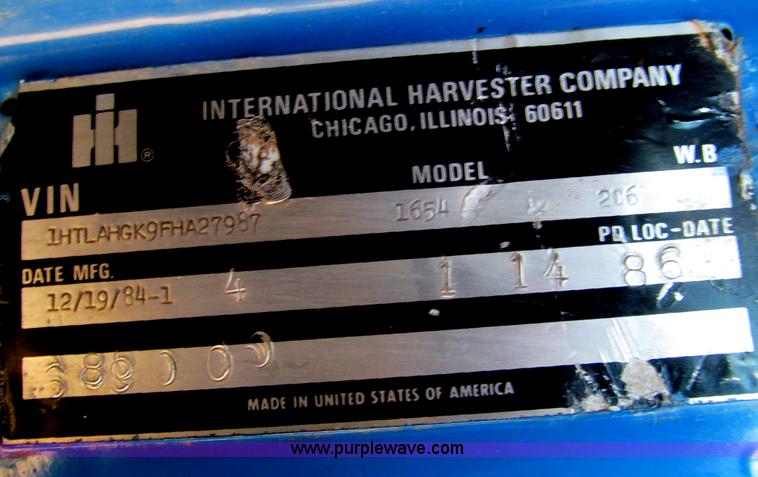 INTERNATIONAL HARVESTER COMPANY
CHICAGO, ILLINOIS 60611
IH ®
VIN MODEL W.B
1HTLAHGK9FHA27987 1654 206
DATE MFG. PD LOC-DATE
12/19/84-1 4 1 14 86
MADE IN UNITED STATES OF AMERICA
www.purplewave.com